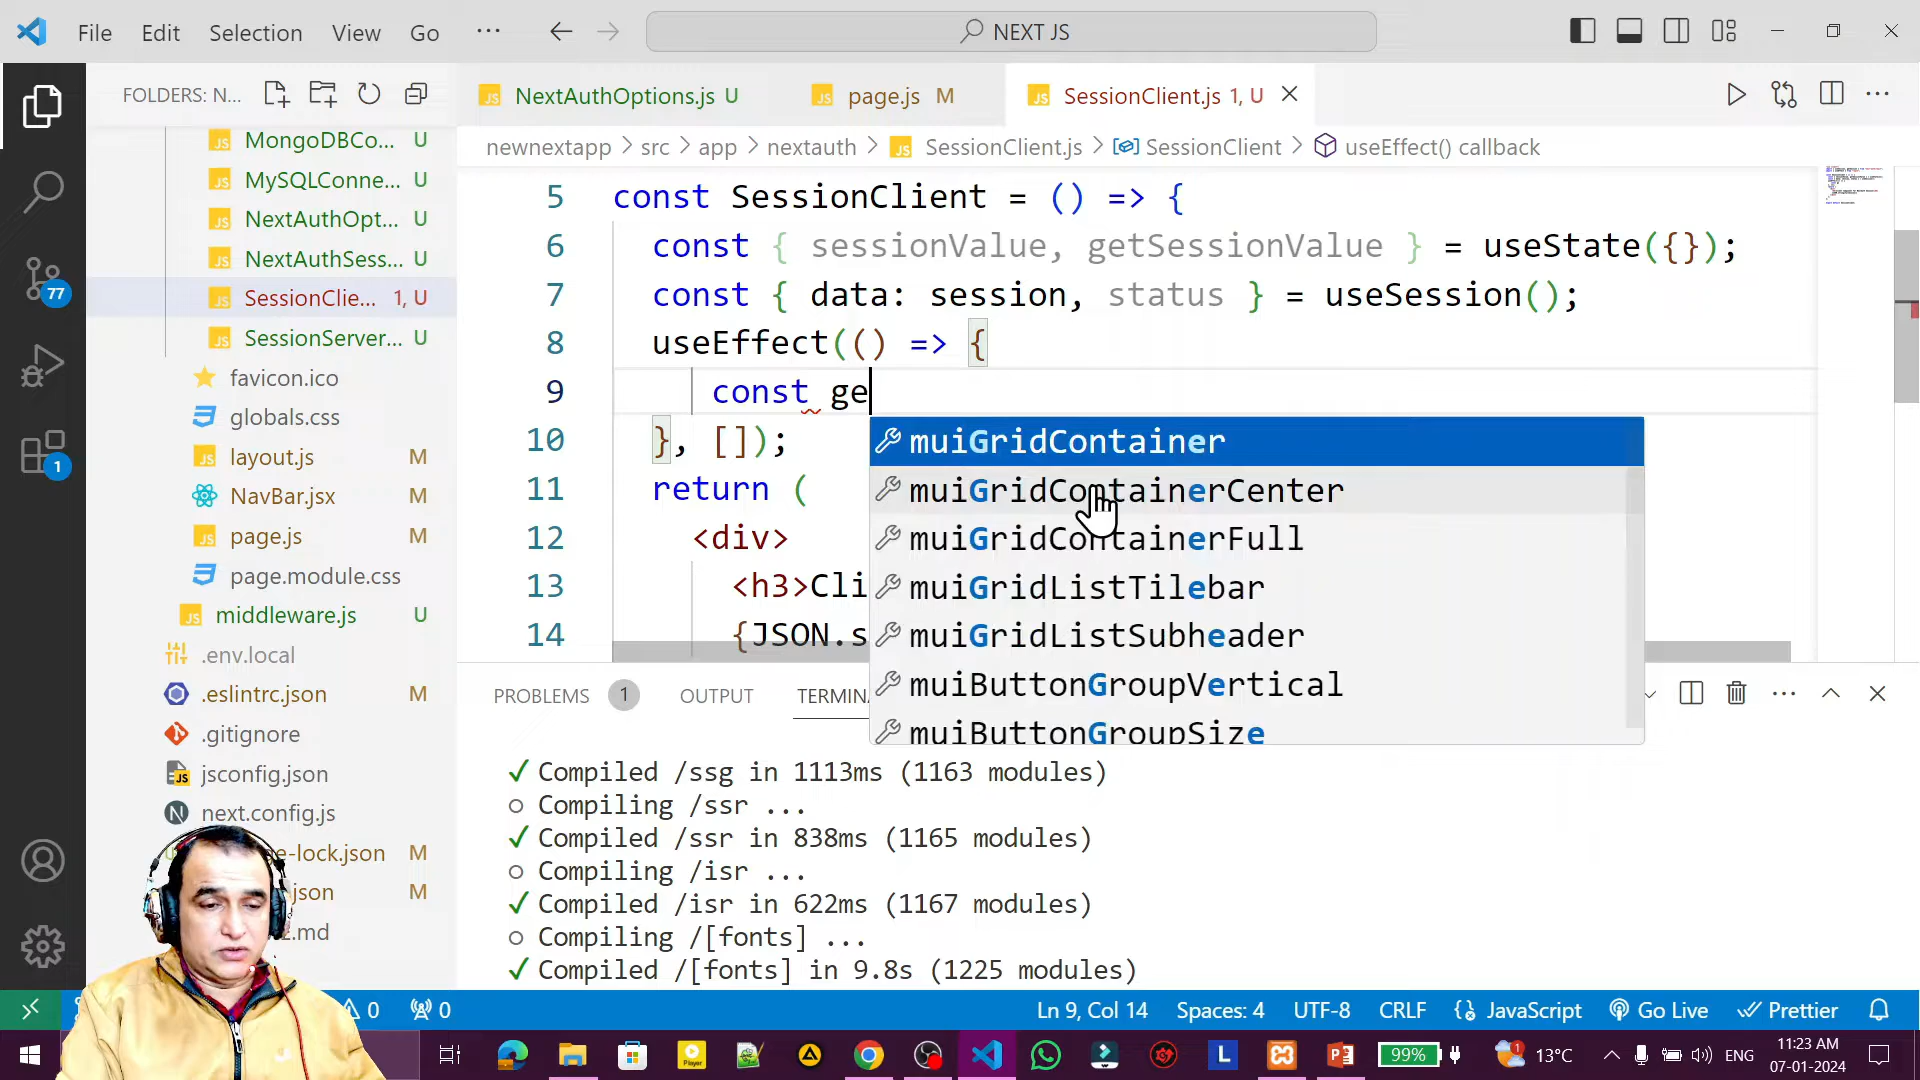 File Edit Selection View Go ··· NEXT JS
FOLDERS: N...
NextAuthOptions.js U page.js M SessionClient.js 1, U
newnextapp > src > app > nextauth > SessionClient.js > SessionClient > useEffect() callback
MongoDBCo... U
MySQLConne... U
NextAuthOpt... U
NextAuthSess... U
SessionClie... 1, U
SessionServer... U
favicon.ico
globals.css
layout.js M
NavBar.jsx M
page.js M
page.module.css
middleware.js U
.env.local
.eslintrc.json M
.gitignore
jsconfig.json
next.config.js
e-lock.json M
json M
.md
77
1
5 const SessionClient = () => {
6 const { sessionValue, getSessionValue } = useState({});
7 const { data: session, status } = useSession();
8 useEffect(() => {
9 const ge
10 }, []);
11 return (
12 <div>
13 <h3>Cli
14 {JSON.s
muiGridContainer
muiGridContainerCenter
muiGridContainerFull
muiGridListTilebar
muiGridListSubheader
muiButtonGroupVertical
muiButtonGroupSize
PROBLEMS 1 OUTPUT TERMINA
✓ Compiled /ssg in 1113ms (1163 modules)
○ Compiling /ssr ...
✓ Compiled /ssr in 838ms (1165 modules)
○ Compiling /isr ...
✓ Compiled /isr in 622ms (1167 modules)
○ Compiling /[fonts] ...
✓ Compiled /[fonts] in 9.8s (1225 modules)
0 0 Ln 9, Col 14 Spaces: 4 UTF-8 CRLF JavaScript Go Live Prettier
Player L 99% 1 13°C ENG
11:23 AM
07-01-2024